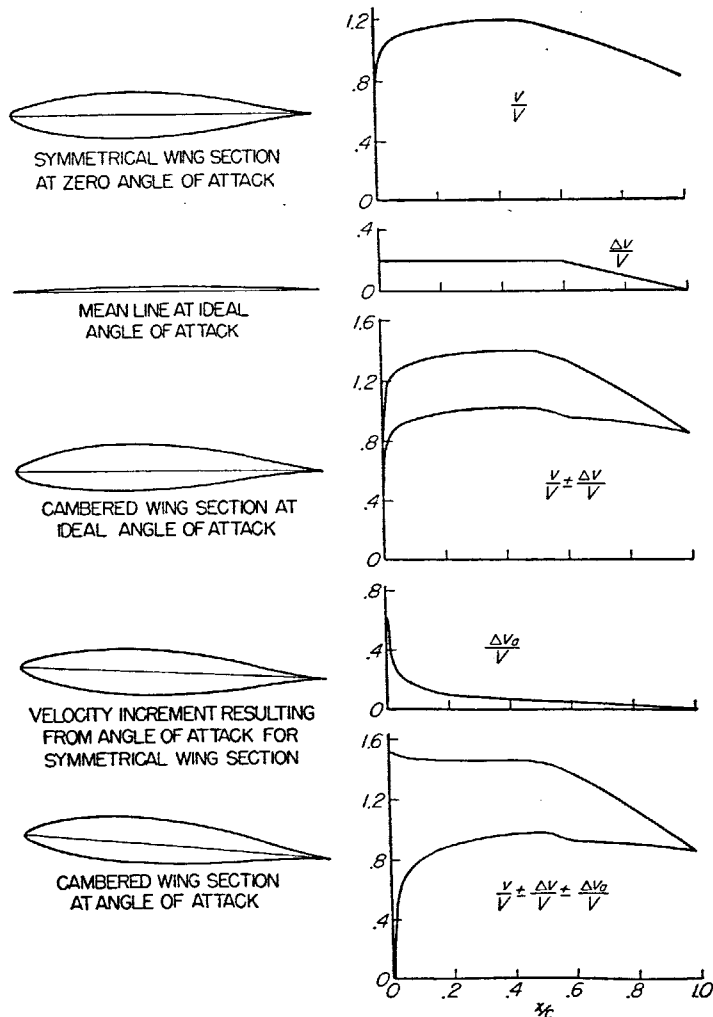 1.2
.8
.4
0
v/V
SYMMETRICAL WING SECTION
AT ZERO ANGLE OF ATTACK
.4
0
Δv/V
MEAN LINE AT IDEAL
ANGLE OF ATTACK
1.6
1.2
.8
.4
0
v/V ± Δv/V
CAMBERED WING SECTION AT
IDEAL ANGLE OF ATTACK
.8
.4
0
Δvₐ/V
VELOCITY INCREMENT RESULTING
FROM ANGLE OF ATTACK FOR
SYMMETRICAL WING SECTION
1.6
1.2
.8
.4
0
v/V ± Δv/V ± Δvₐ/V
CAMBERED WING SECTION
AT ANGLE OF ATTACK
0 .2 .4 .6 .8 1.0
x/c